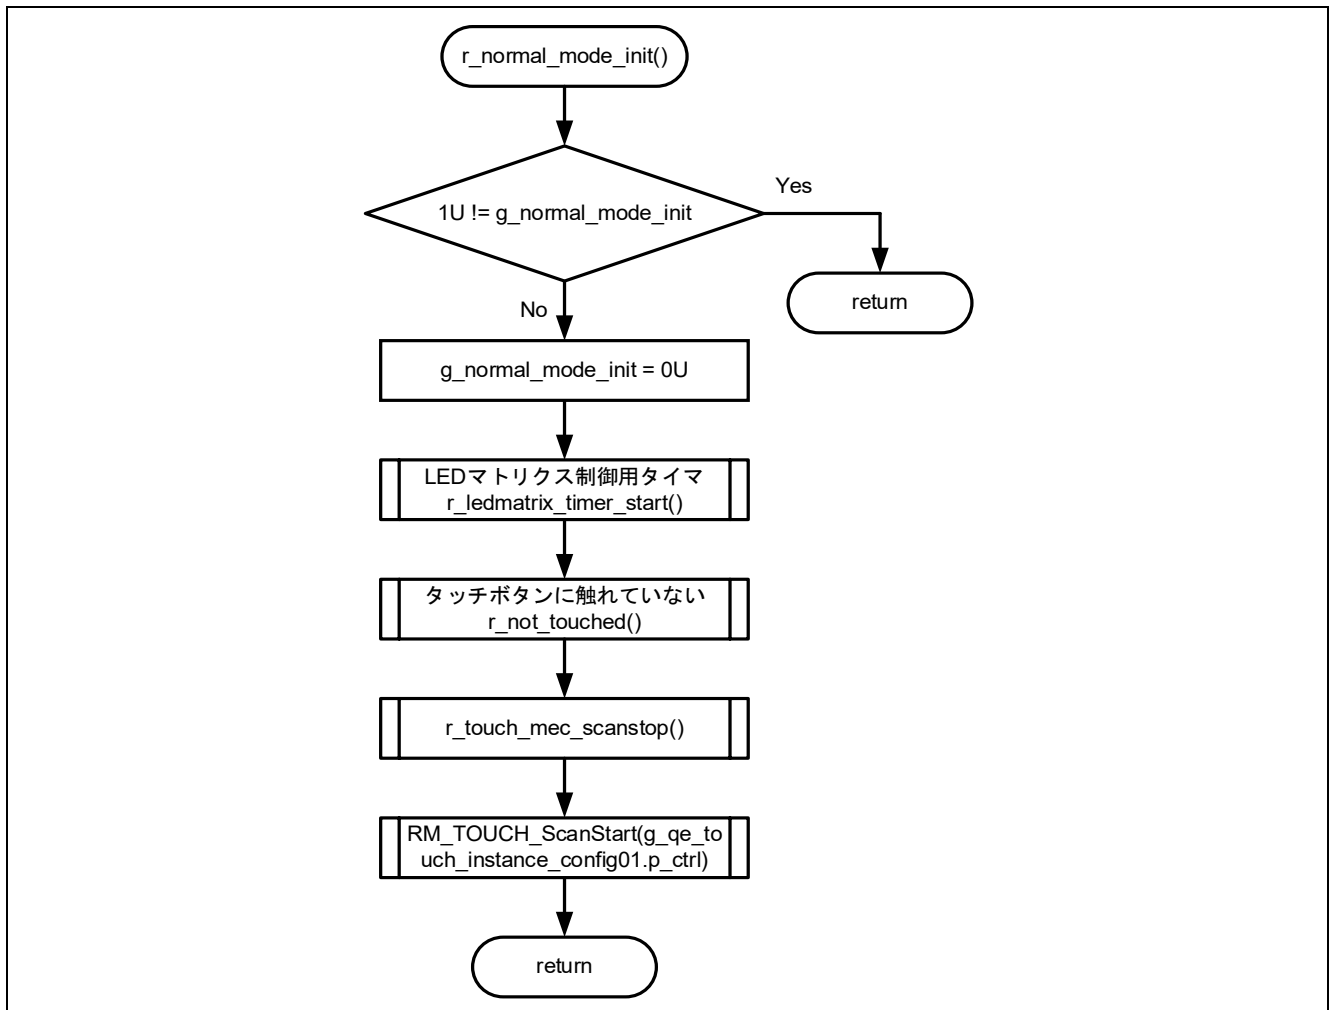 r_normal_mode_init()
1U != g_normal_mode_init
Yes
return
No
g_normal_mode_init = 0U
LEDマトリクス制御用タイマ
r_ledmatrix_timer_start()
タッチボタンに触れていない
r_not_touched()
r_touch_mec_scanstop()
RM_TOUCH_ScanStart(g_qe_to
uch_instance_config01.p_ctrl)
return